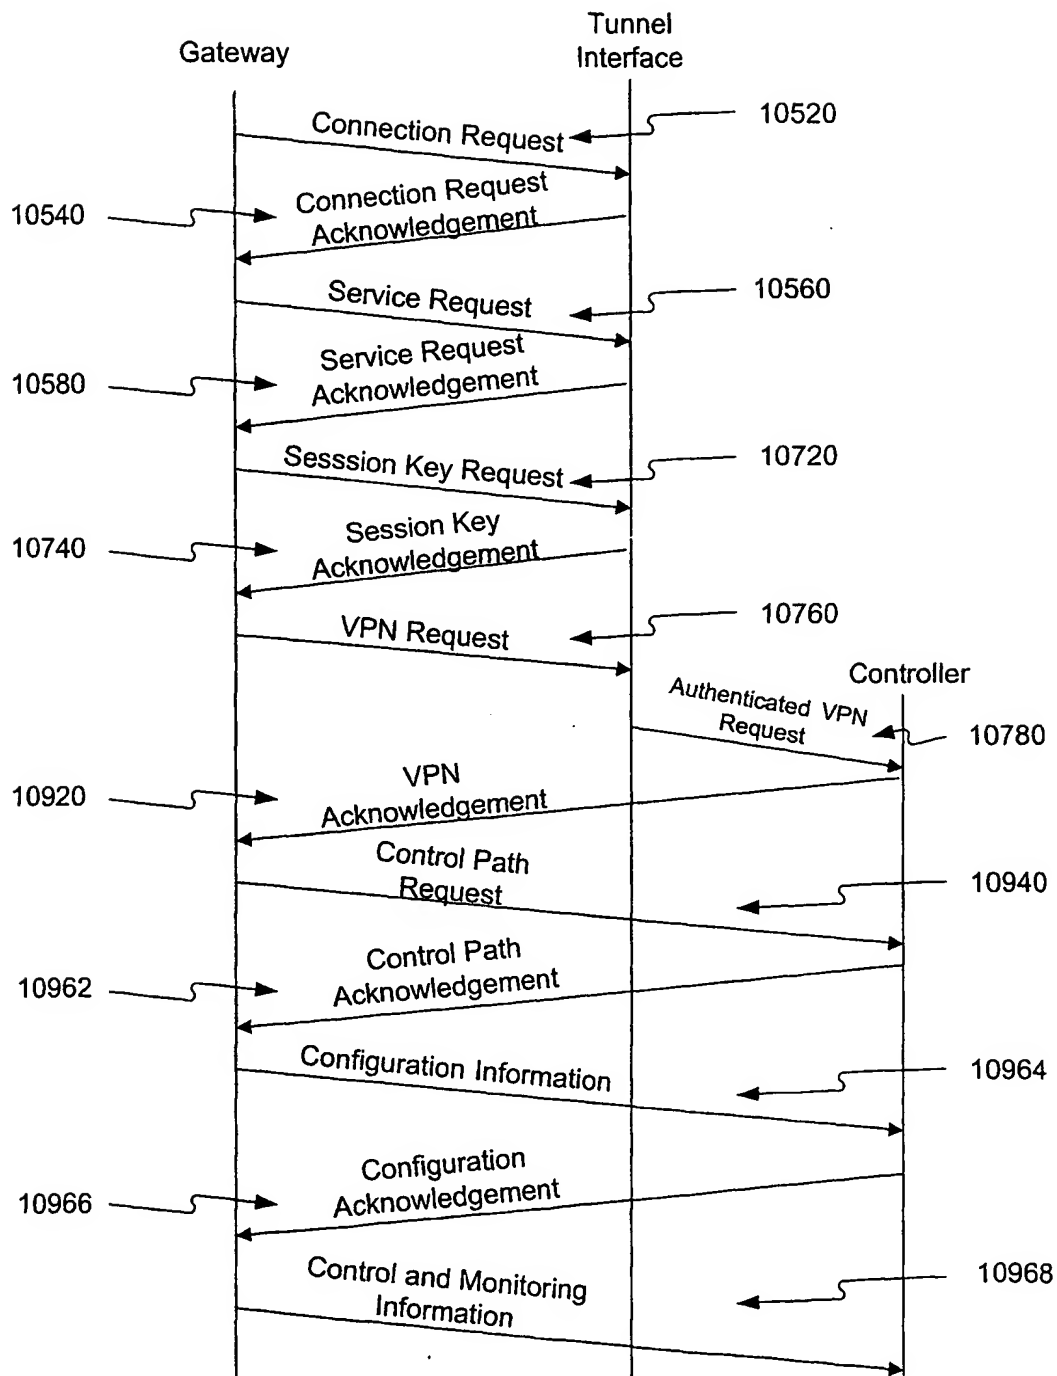 Gateway
Tunnel
Interface
Connection Request
10520
10540
Connection Request
Acknowledgement
Service Request
10560
10580
Service Request
Acknowledgement
Sesssion Key Request
10720
10740
Session Key
Acknowledgement
VPN Request
10760
Controller
Authenticated VPN
Request
10780
10920
VPN
Acknowledgement
Control Path
Request
10940
10962
Control Path
Acknowledgement
Configuration Information
10964
10966
Configuration
Acknowledgement
Control and Monitoring
Information
10968